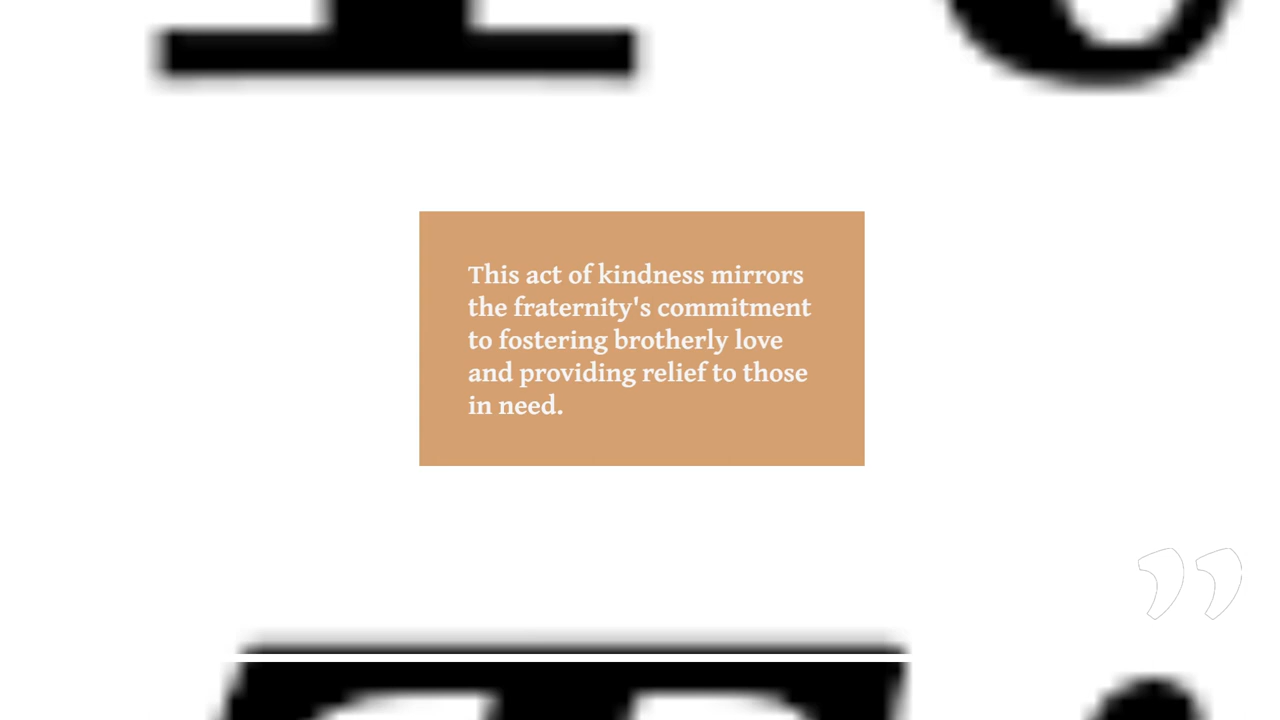 This act of kindness mirrors
the fraternity's commitment
to fostering brotherly love
and providing relief to those
in need.
”